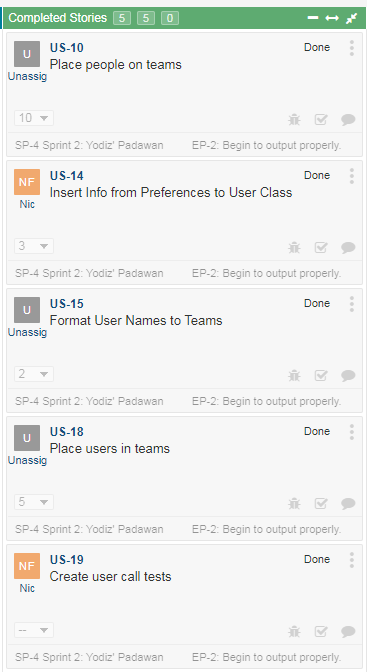 Completed Stories 5 5 0
U US-10 Done
Unassig Place people on teams
10
SP-4 Sprint 2: Yodiz' Padawan EP-2: Begin to output properly.
NF US-14 Done
Insert Info from Preferences to User Class
Nic
3
SP-4 Sprint 2: Yodiz' Padawan EP-2: Begin to output properly.
U US-15 Done
Unassig Format User Names to Teams
2
SP-4 Sprint 2: Yodiz' Padawan EP-2: Begin to output properly.
U US-18 Done
Unassig Place users in teams
5
SP-4 Sprint 2: Yodiz' Padawan EP-2: Begin to output properly.
NF US-19 Done
Create user call tests
Nic
--
SP-4 Sprint 2: Yodiz' Padawan EP-2: Begin to output properly.